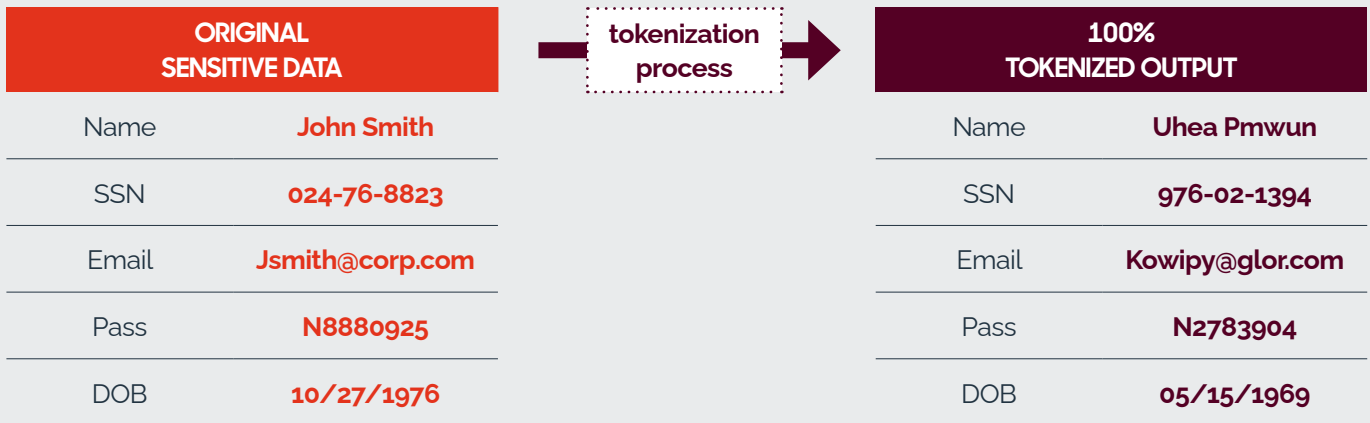 ORIGINAL
SENSITIVE DATA
Name John Smith
SSN 024-76-8823
Email Jsmith@corp.com
Pass N8880925
DOB 10/27/1976
tokenization
process
100%
TOKENIZED OUTPUT
Name Uhea Pmwun
SSN 976-02-1394
Email Kowipy@glor.com
Pass N2783904
DOB 05/15/1969